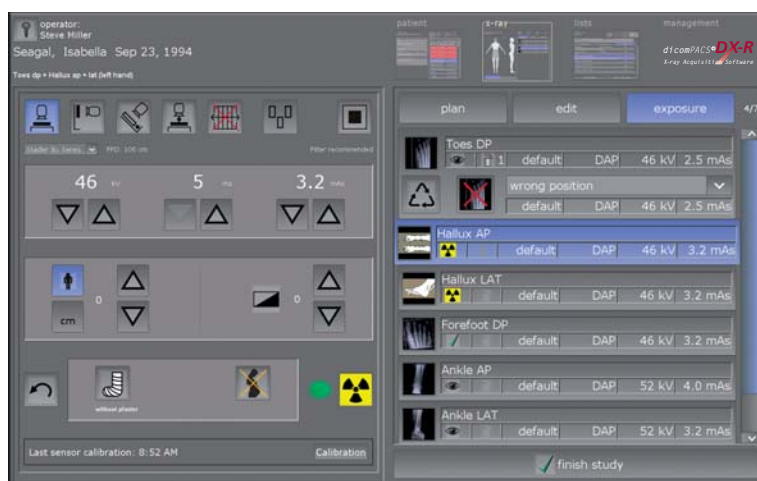 operator:
Steve Miller
Seagal, Isabella Sep 23, 1994
Toes dp • Hallux ap • lat (left hand)
patient
x-ray
lists
management
dicomPACS® DX-R
X-ray Acquisition Software
FFD: 106 cm
Filter recommended
46 kV
5 ms
3.2 mAs
0
cm
0
without plaster
Last sensor calibration: 8:52 AM
Calibration
plan
edit
exposure
4/7
Toes DP
1 default DAP 46 kV 2.5 mAs
wrong position
default DAP 46 kV 2.5 mAs
Hallux AP
default DAP 46 kV 3.2 mAs
Hallux LAT
default DAP 46 kV 3.2 mAs
Forefoot DP
default DAP 46 kV 3.2 mAs
Ankle AP
default DAP 52 kV 4.0 mAs
Ankle LAT
default DAP 52 kV 3.2 mAs
finish study